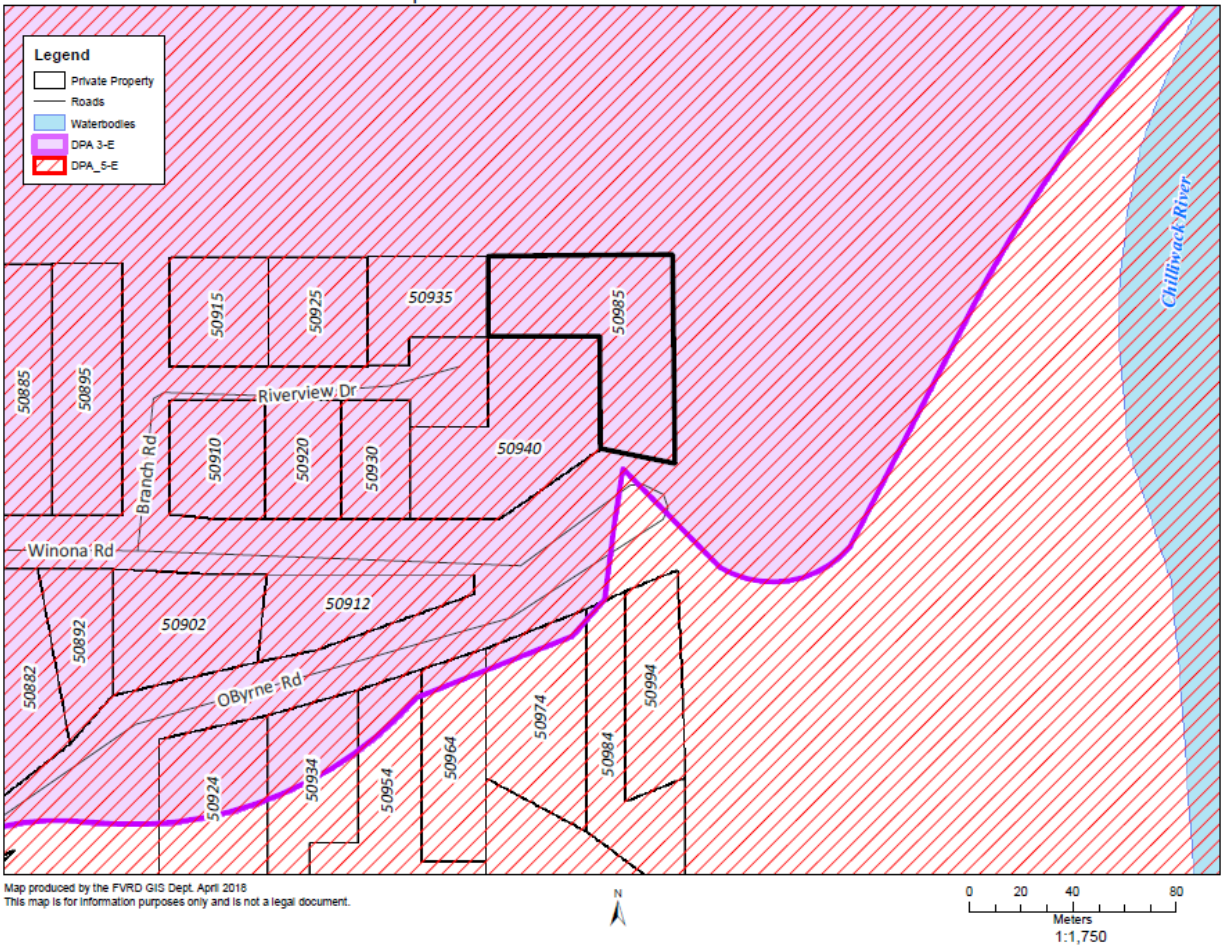 Legend
Private Property
Roads
Waterbodies
DPA 3-E
DPA_5-E
Chilliwack River
50885
50895
50915
50925
50935
50985
Riverview Dr
Branch Rd
50910
50920
50930
50940
Winona Rd
50882
50892
50902
50912
OByrne Rd
50924
50934
50954
50964
50974
50984
50994
Map produced by the FVRD GIS Dept. April 2018
This map is for information purposes only and is not a legal document.
N
0 20 40 80
Meters
1:1,750